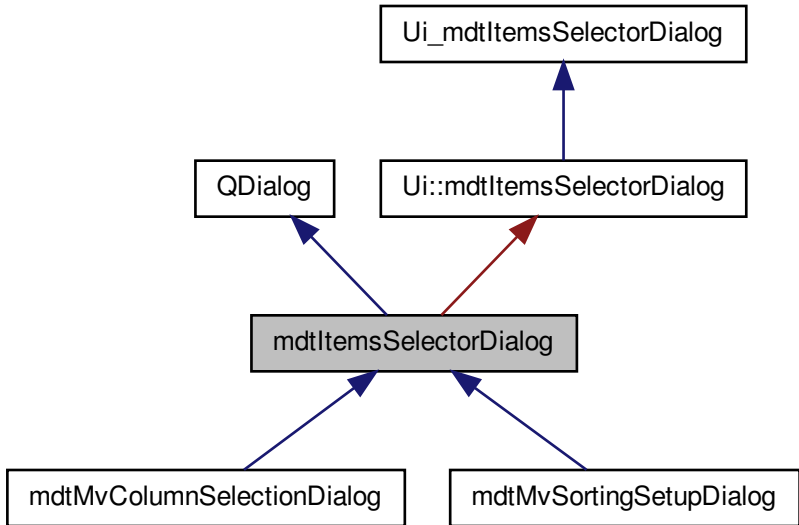 Ui_mdtItemsSelectorDialog
QDialog
Ui::mdtItemsSelectorDialog
mdtItemsSelectorDialog
mdtMvColumnSelectionDialog
mdtMvSortingSetupDialog